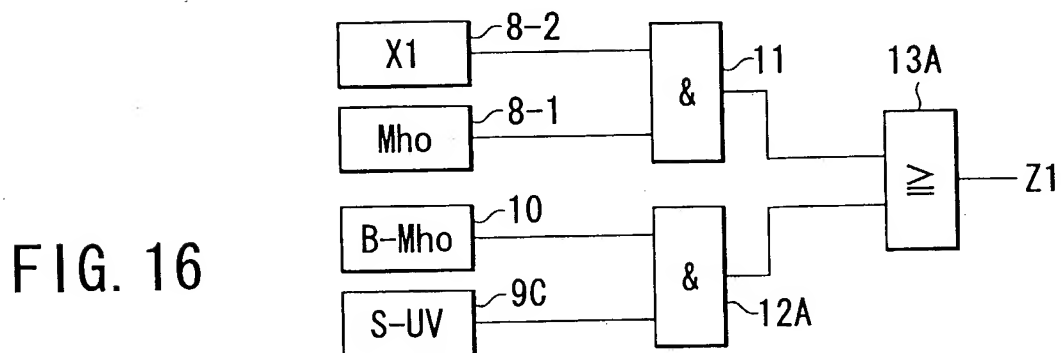 8-2
X1
11
13A
&
8-1
Mho
≧
Z1
10
B-Mho
FIG. 16
&
9C
12A
S-UV